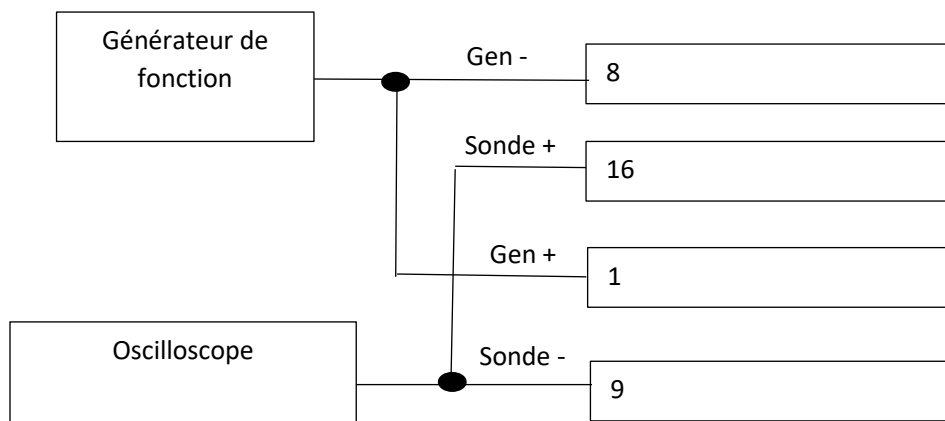 Générateur de
fonction
Gen -
8
Sonde +
16
Gen +
1
Oscilloscope
Sonde -
9